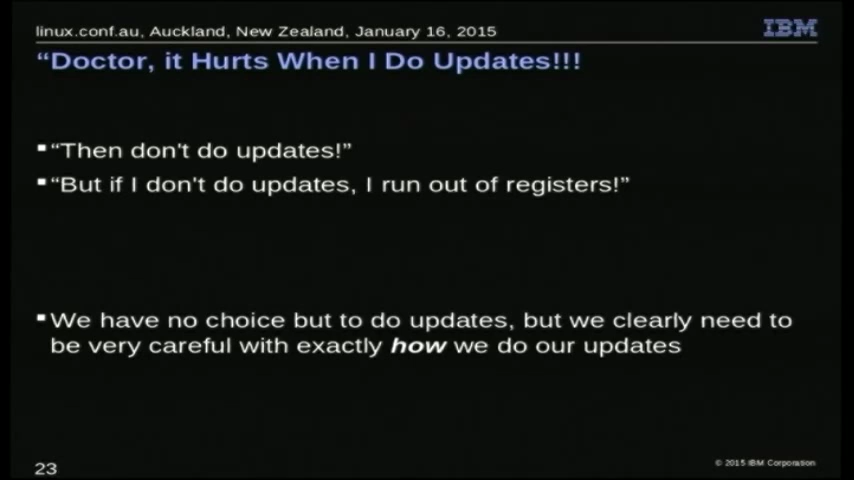 linux.conf.au, Auckland, New Zealand, January 16, 2015
IBM
“Doctor, it Hurts When I Do Updates!!!
▪“Then don't do updates!”
▪“But if I don't do updates, I run out of registers!”
▪We have no choice but to do updates, but we clearly need to
be very careful with exactly how we do our updates
23
© 2015 IBM Corporation